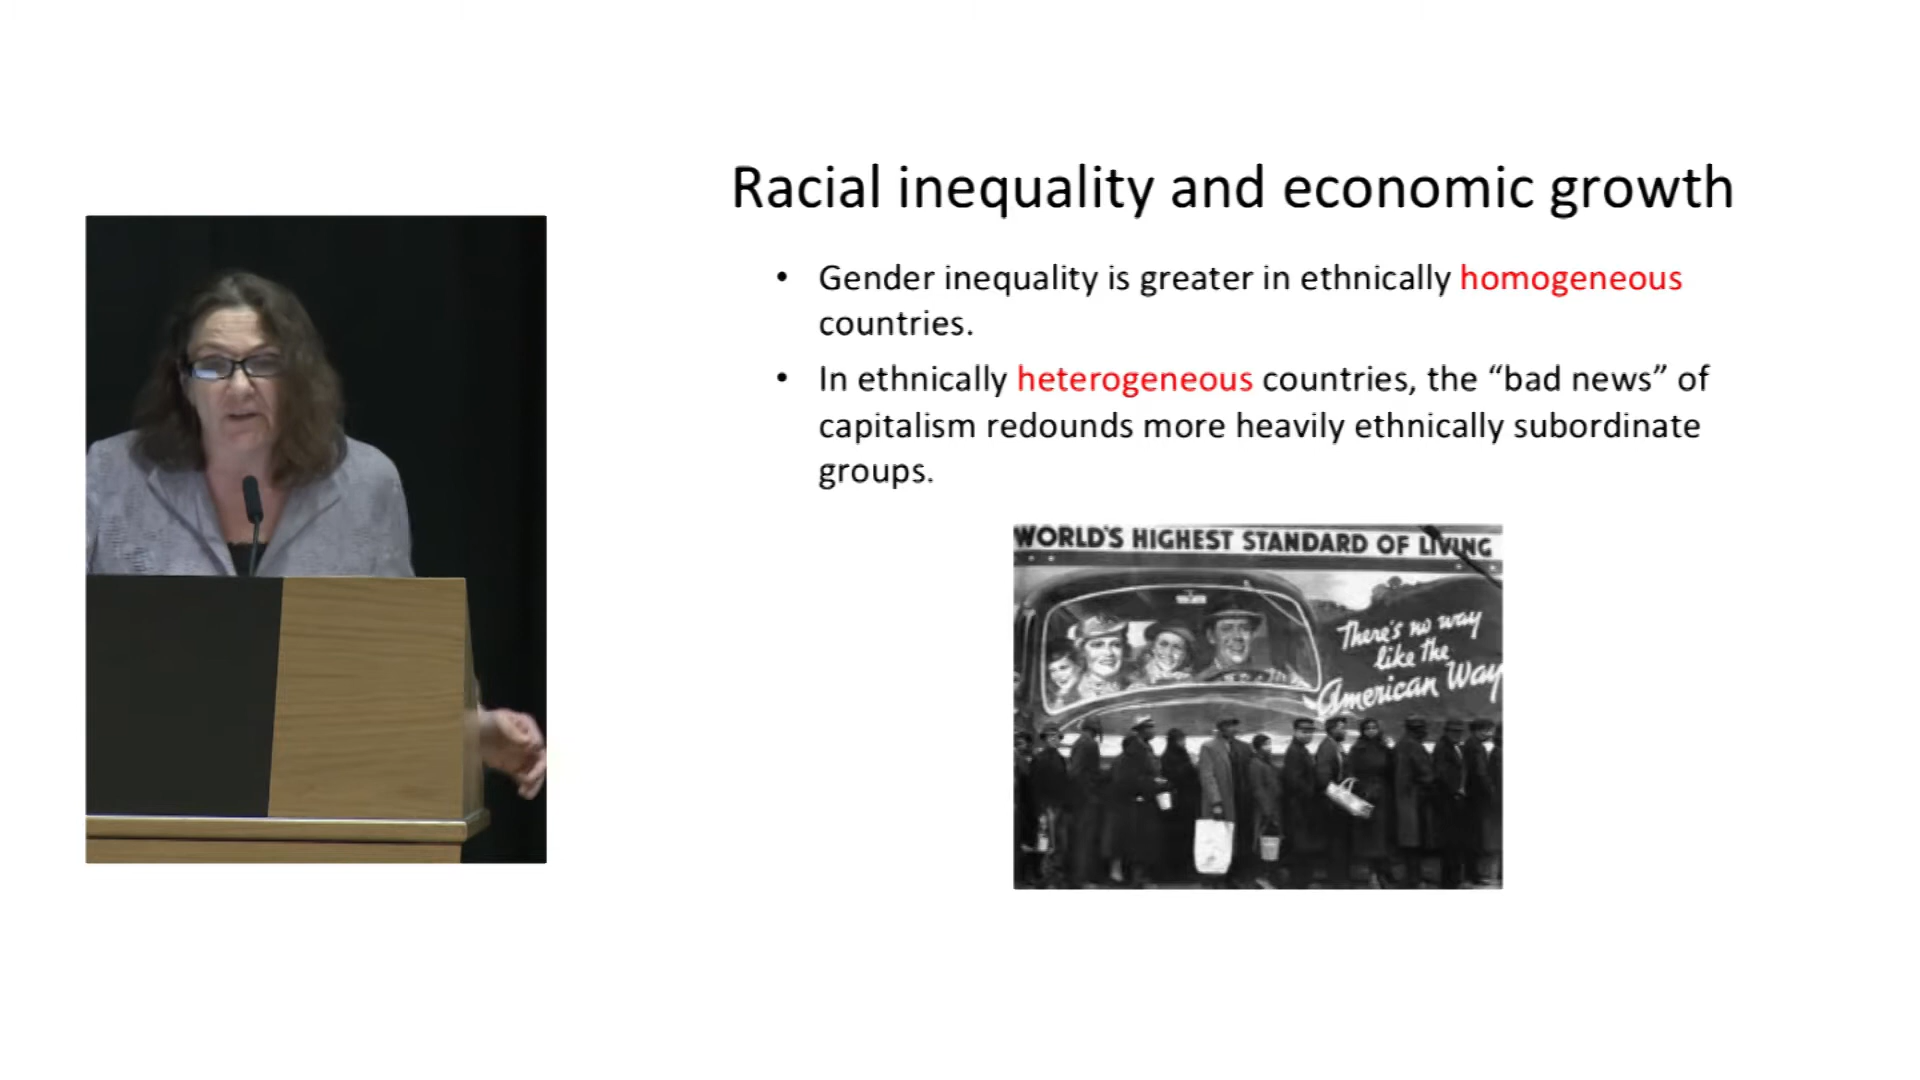 Racial inequality and economic growth
• Gender inequality is greater in ethnically homogeneous
countries.
• In ethnically heterogeneous countries, the “bad news” of
capitalism redounds more heavily ethnically subordinate
groups.
WORLD'S HIGHEST STANDARD OF LIVING
There's no way
like the
American Way